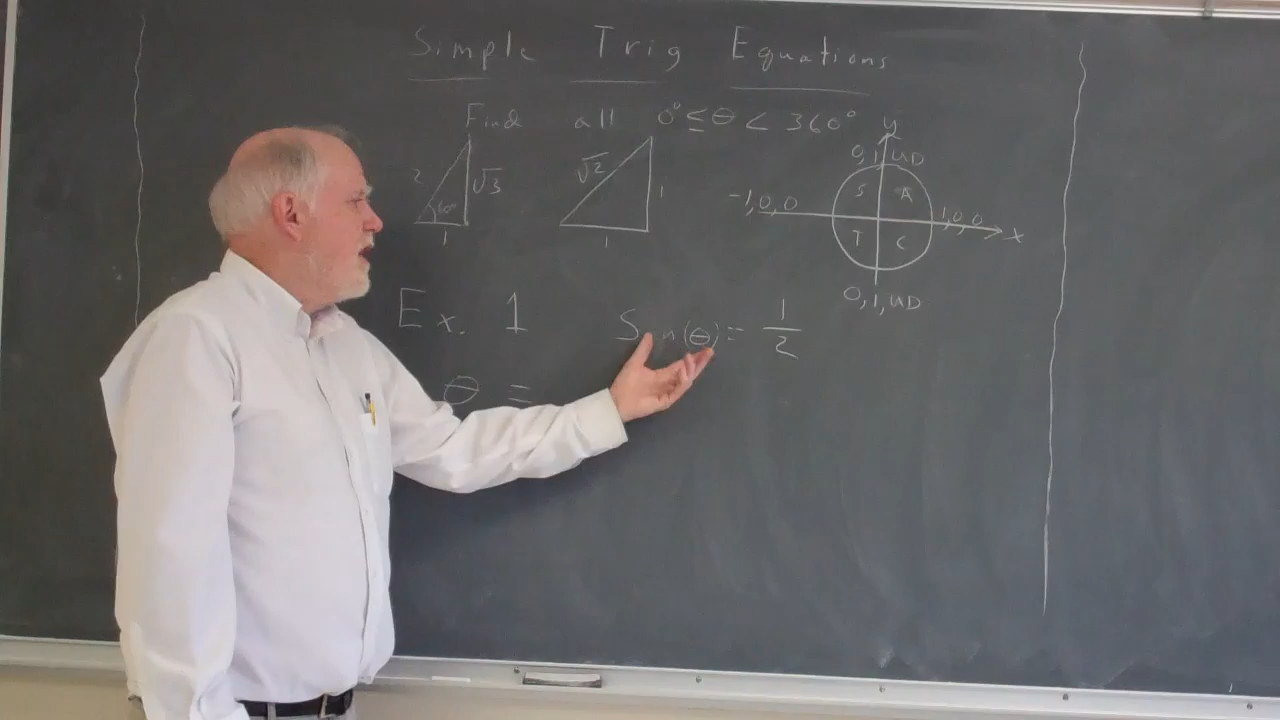 Simple Trig Equations
Find all 0° ≤ θ < 360°
y
0,1,UD
2 √3 60° 1
√2 1 1
S A
-1,0,0
1,0,0
x
T C
0,1,UD
Ex. 1
θ = 1/2
θ =